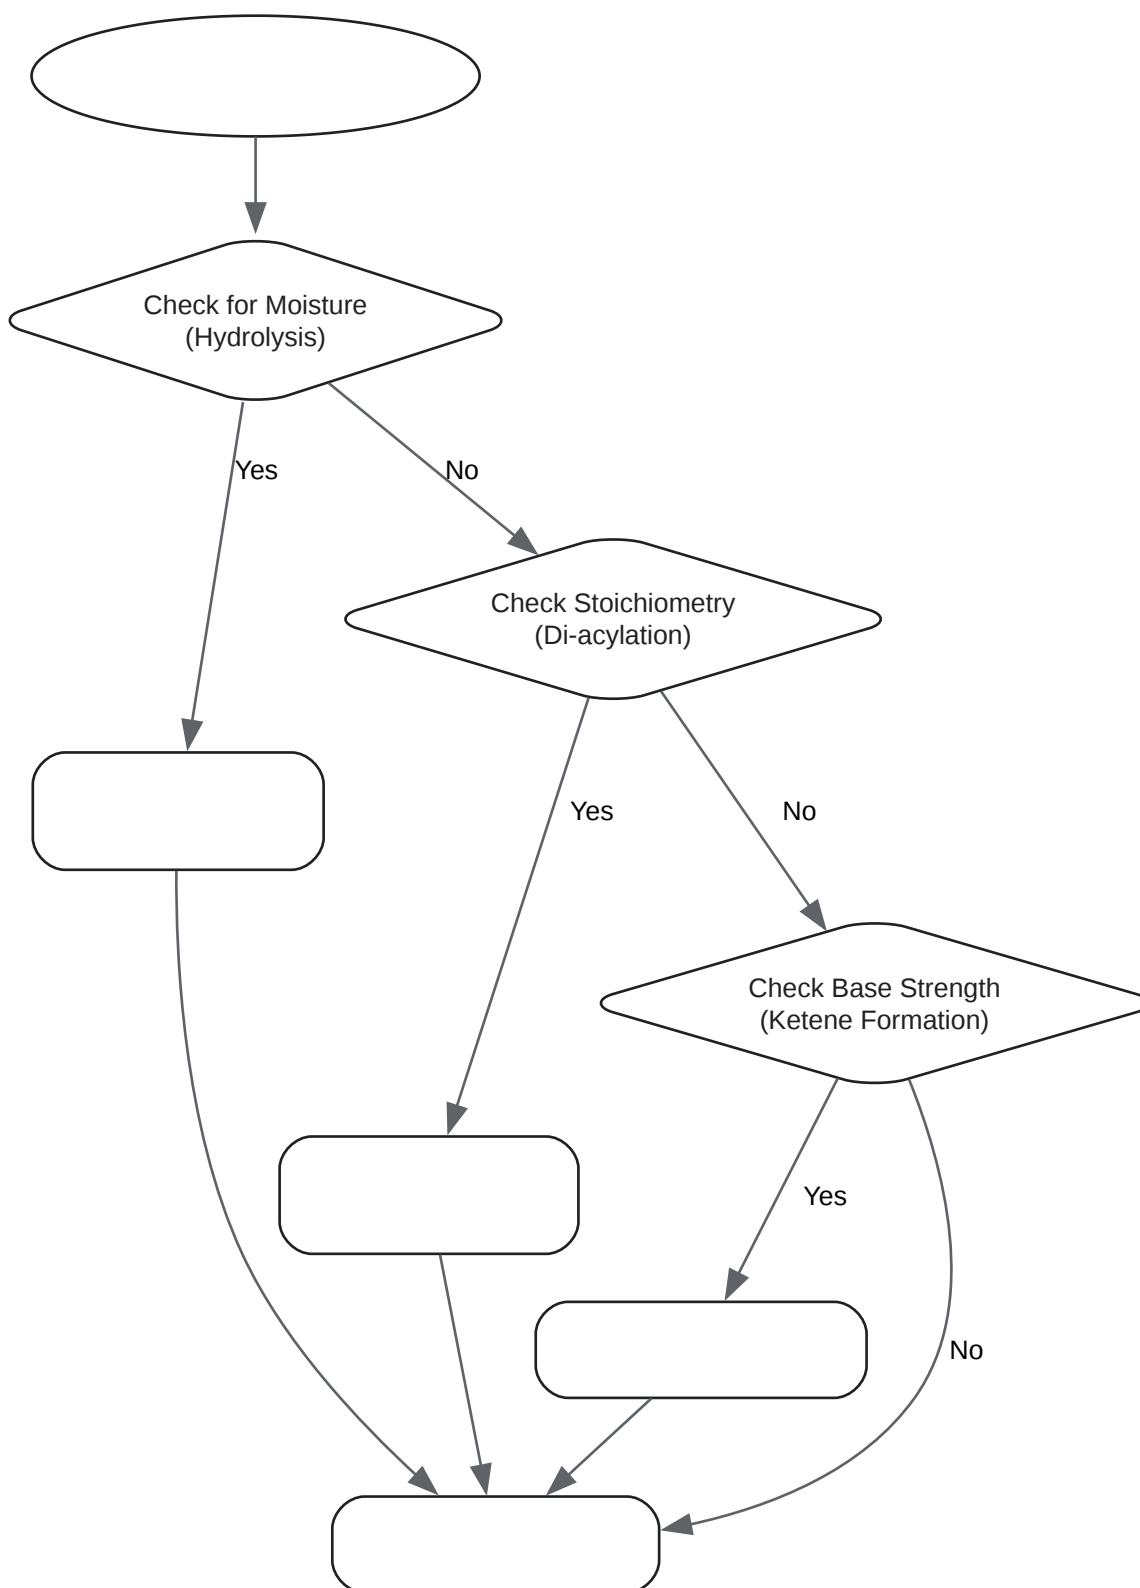 Check for Moisture
(Hydrolysis)
Yes
No
Check Stoichiometry
(Di-acylation)
Yes
No
Check Base Strength
(Ketene Formation)
Yes
No